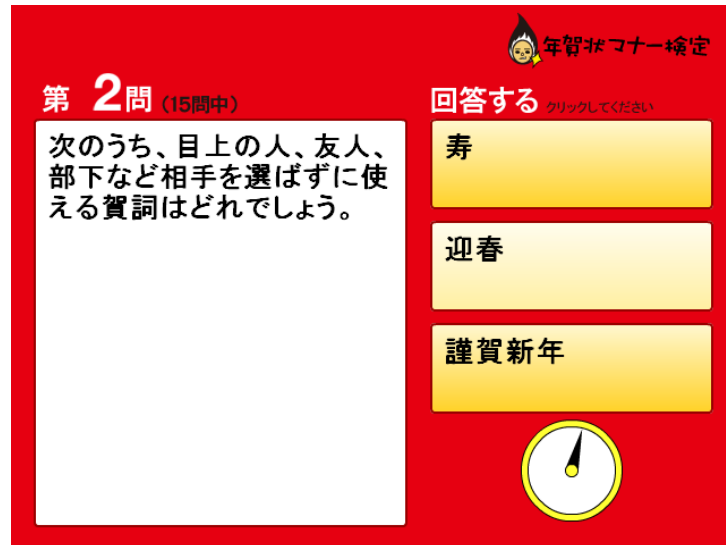 年賀状マナー検定
第2問(15問中)
次のうち、目上の人、友人、
部下など相手を選ばずに使
える賀詞はどれでしょう。
回答する クリックしてください
寿
迎春
謹賀新年